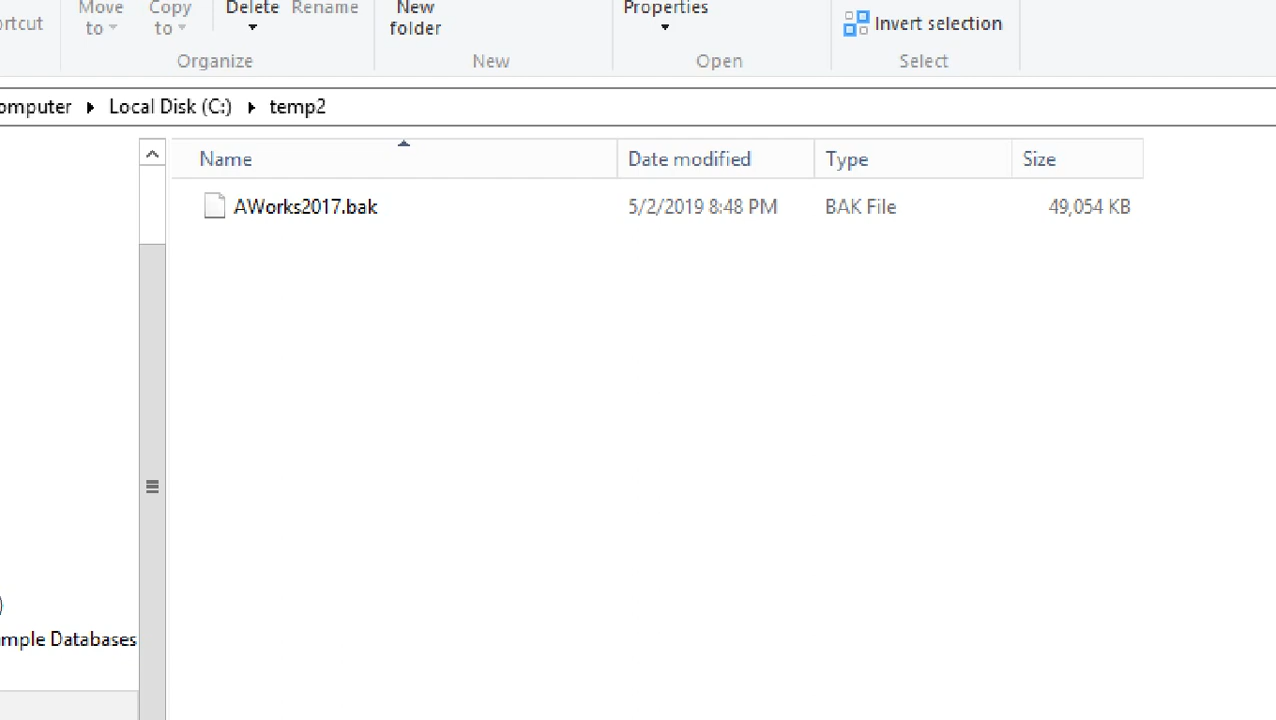 Move Copy Delete Rename New Properties
ortcut to to folder Invert selection
Organize New Open Select
omputer Local Disk (C:) temp2
Name Date modified Type Size
AWorks2017.bak 5/2/2019 8:48 PM BAK File 49,054 KB
)
mple Databases